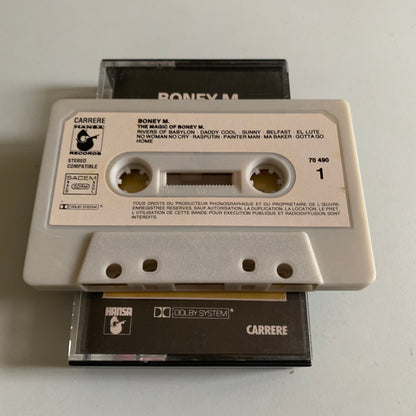 BONEY M.
CARRERE
HANSA
RECORDS
STEREO
COMPATIBLE
SACEM
SDRM
DOLBY SYSTEM
BONEY M.
THE MAGIC OF BONEY M.
RIVERS OF BABYLON · DADDY COOL · SUNNY · BELFAST · EL LUTE ·
NO WOMAN NO CRY · RASPUTIN · PAINTER MAN · MA BAKER · GOTTA GO
HOME
70 490
1
TOUS DROITS DU PRODUCTEUR PHONOGRAPHIQUE ET DU PROPRIETAIRE DE L'ŒUVRE
ENREGISTREE RESERVES. SAUF AUTORISATION, LA DUPLICATION, LA LOCATION, LE PRET,
L'UTILISATION DE CETTE BANDE POUR EXECUTION PUBLIQUE ET RADIODIFFUSION SONT
INTERDITS.
HANSA
DOLBY SYSTEM
CARRERE